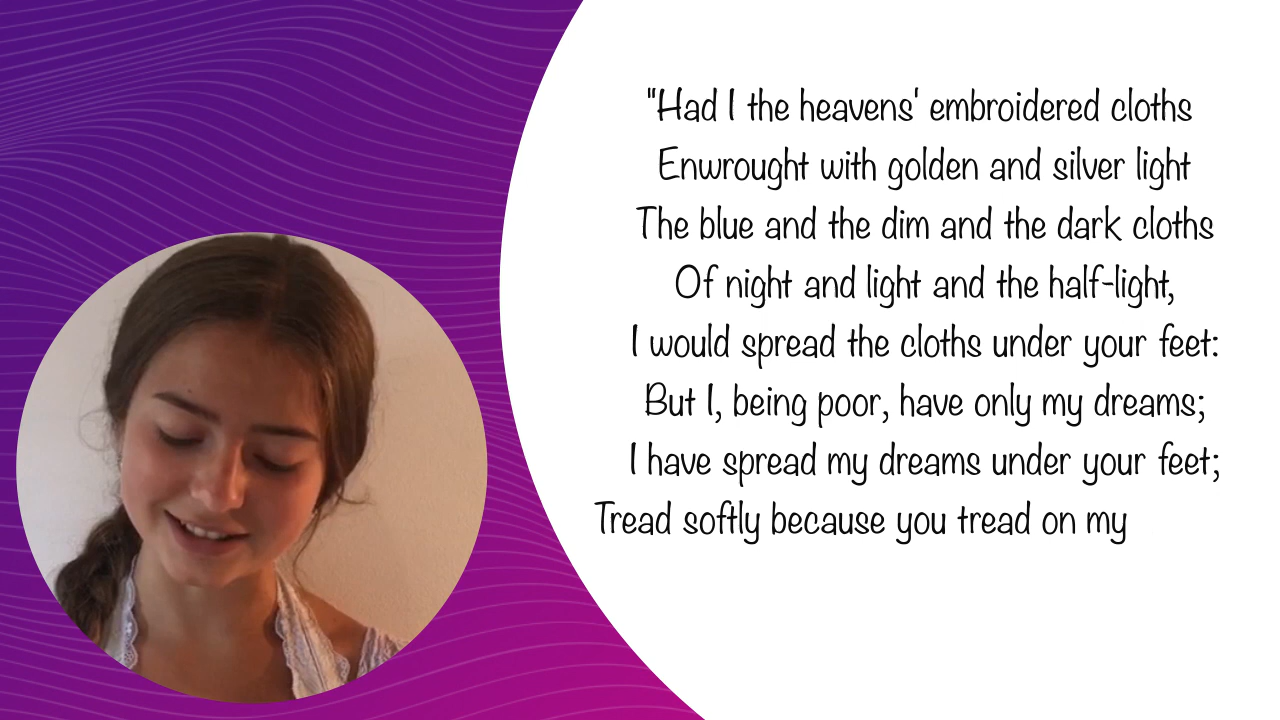 "Had I the heavens' embroidered cloths
Enwrought with golden and silver light
The blue and the dim and the dark cloths
Of night and light and the half-light,
I would spread the cloths under your feet:
But I, being poor, have only my dreams;
I have spread my dreams under your feet;
Tread softly because you tread on my